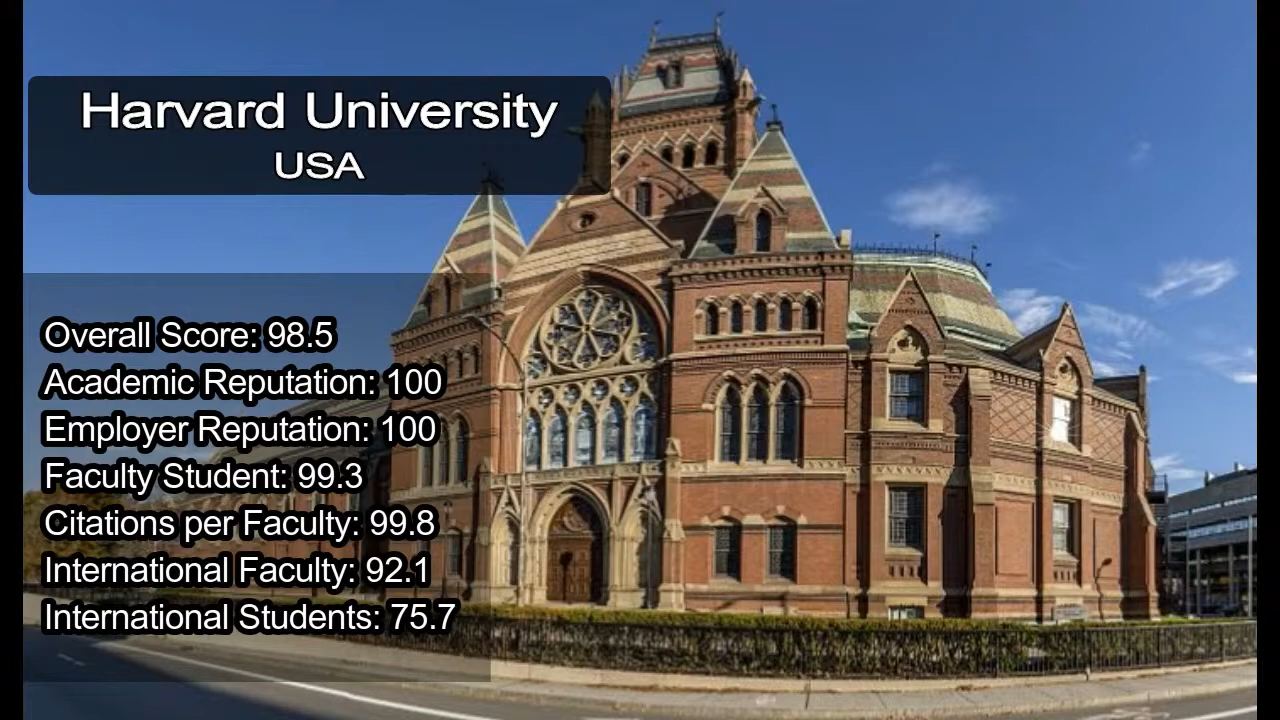 Harvard University
USA
Overall Score: 98.5
Academic Reputation: 100
Employer Reputation: 100
Faculty Student: 99.3
Citations per Faculty: 99.8
International Faculty: 92.1
International Students: 75.7